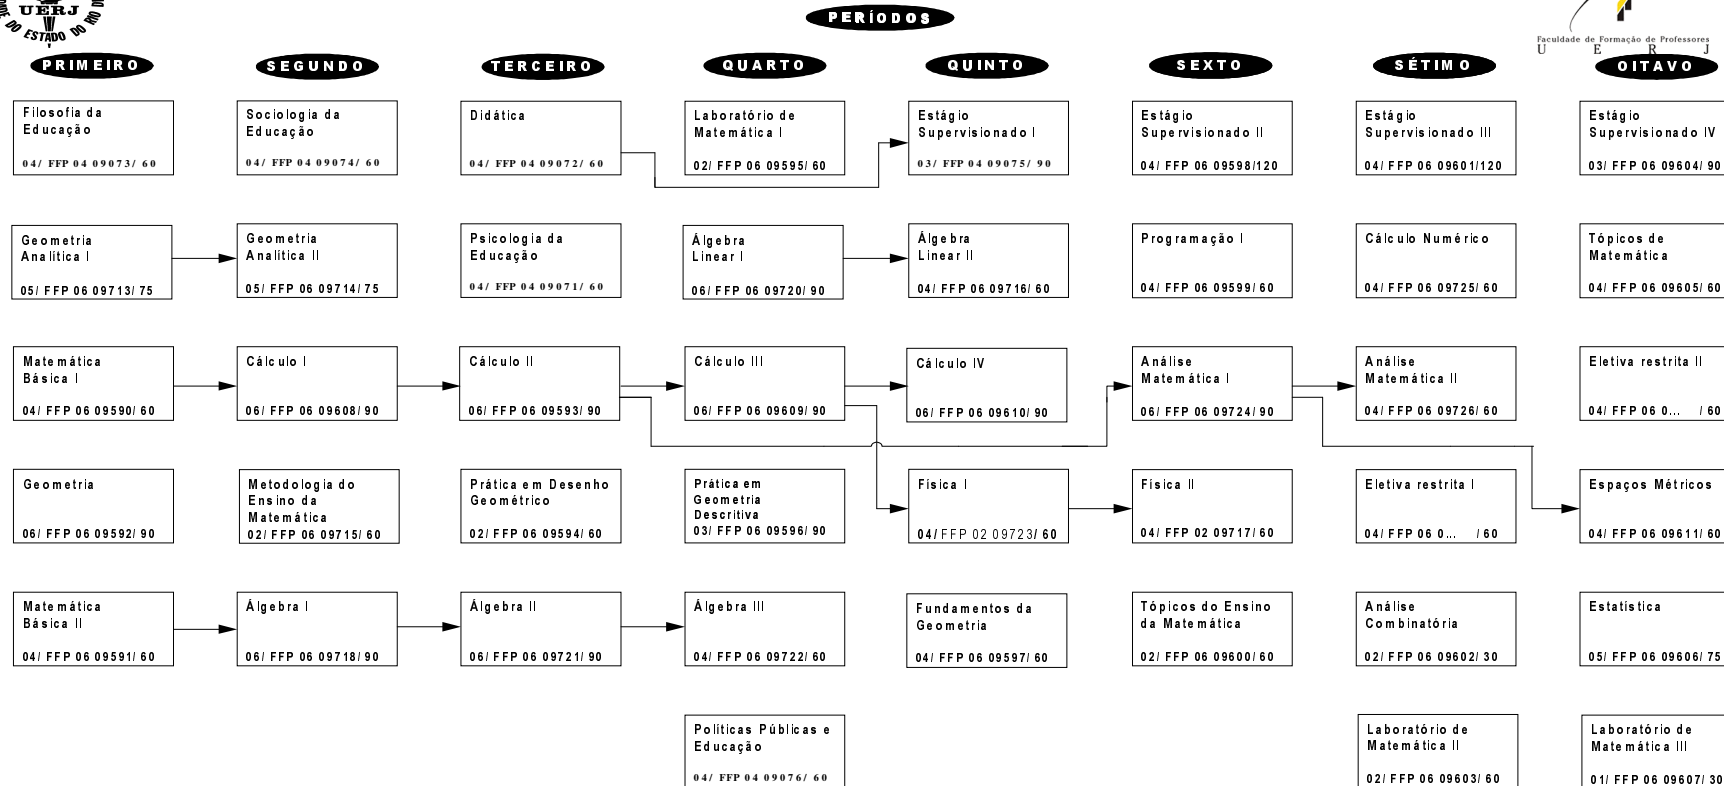 UERJ
DO ESTADO DO RIO
PERÍODOS
Faculdade de Formação de Professores
U E R J
PRIMEIRO
SEGUNDO
TERCEIRO
QUARTO
QUINTO
SEXTO
SÉTIMO
OITAVO
Filosofia da
Educação
04/ FFP 04 09073/ 60
Sociologia da
Educação
04/ FFP 04 09074/ 60
Didática
04/ FFP 04 09072/ 60
Laboratório de
Matemática I
02/ FFP 06 09595/ 60
Estágio
Supervisionado I
03/ FFP 04 09075/ 90
Estágio
Supervisionado II
04/ FFP 06 09598/120
Estágio
Supervisionado III
04/ FFP 06 09601/120
Estágio
Supervisionado IV
03/ FFP 06 09604/ 90
Geometria
Analítica I
05/ FFP 06 09713/ 75
Geometria
Analítica II
05/ FFP 06 09714/ 75
Psicologia da
Educação
04/ FFP 04 09071/ 60
Álgebra
Linear I
06/ FFP 06 09720/ 90
Álgebra
Linear II
04/ FFP 06 09716/ 60
Programação I
04/ FFP 06 09599/ 60
Cálculo Numérico
04/ FFP 06 09725/ 60
Tópicos de
Matemática
04/ FFP 06 09605/ 60
Matemática
Básica I
04/ FFP 06 09590/ 60
Cálculo I
06/ FFP 06 09608/ 90
Cálculo II
06/ FFP 06 09593/ 90
Cálculo III
06/ FFP 06 09609/ 90
Cálculo IV
06/ FFP 06 09610/ 90
Análise
Matemática I
06/ FFP 06 09724/ 90
Análise
Matemática II
04/ FFP 06 09726/ 60
Eletiva restrita II
04/ FFP 06 0... / 60
Geometria
06/ FFP 06 09592/ 90
Metodologia do
Ensino da
Matemática
02/ FFP 06 09715/ 60
Prática em Desenho
Geométrico
02/ FFP 06 09594/ 60
Prática em
Geometria
Descritiva
03/ FFP 06 09596/ 90
Física I
04/ FFP 02 09723/ 60
Física II
04/ FFP 02 09717/ 60
Eletiva restrita I
04/ FFP 06 0... / 60
Espaços Métricos
04/ FFP 06 09611/ 60
Matemática
Básica II
04/ FFP 06 09591/ 60
Álgebra I
06/ FFP 06 09718/ 90
Álgebra II
06/ FFP 06 09721/ 90
Álgebra III
04/ FFP 06 09722/ 60
Fundamentos da
Geometria
04/ FFP 06 09597/ 60
Tópicos do Ensino
da Matemática
02/ FFP 06 09600/ 60
Análise
Combinatória
02/ FFP 06 09602/ 30
Estatística
05/ FFP 06 09606/ 75
Políticas Públicas e
Educação
04/ FFP 04 09076/ 60
Laboratório de
Matemática II
02/ FFP 06 09603/ 60
Laboratório de
Matemática III
01/ FFP 06 09607/ 30